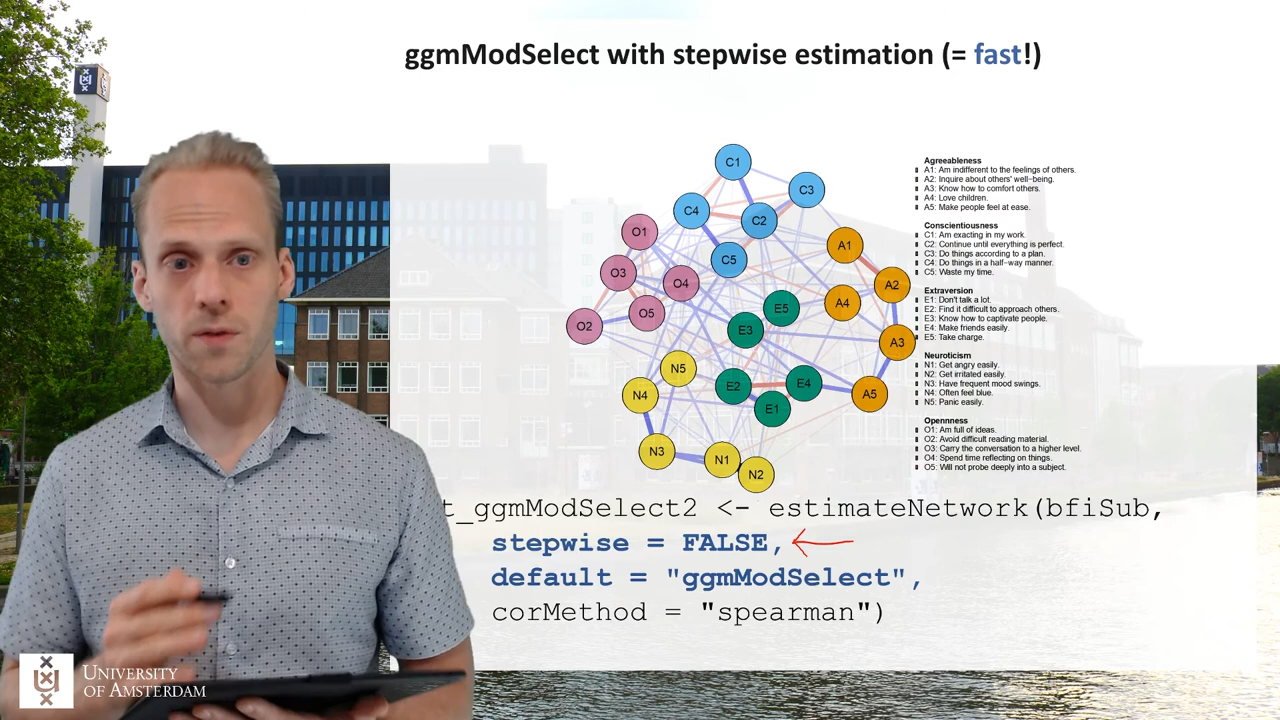 ggmModSelect with stepwise estimation (= fast!)
C1
C3
C4
C2
O1
A1
C5
O3
O4
A2
A4
E5
O5
O2
E3
A3
N5
E2
E4
N4
A5
E1
N3
N1
N2
Agreeableness
A1: Am indifferent to the feelings of others.
A2: Inquire about others' well-being.
A3: Know how to comfort others.
A4: Love children.
A5: Make people feel at ease.
Conscientiousness
C1: Am exacting in my work.
C2: Continue until everything is perfect.
C3: Do things according to a plan.
C4: Do things in a half-way manner.
C5: Waste my time.
Extraversion
E1: Don't talk a lot.
E2: Find it difficult to approach others.
E3: Know how to captivate people.
E4: Make friends easily.
E5: Take charge.
Neuroticism
N1: Get angry easily.
N2: Get irritated easily.
N3: Have frequent mood swings.
N4: Often feel blue.
N5: Panic easily.
Opennness
O1: Am full of ideas.
O2: Avoid difficult reading material.
O3: Carry the conversation to a higher level.
O4: Spend time reflecting on things.
O5: Will not probe deeply into a subject.
t_ggmModSelect2 <- estimateNetwork(bfiSub,
stepwise = FALSE,
default = "ggmModSelect",
corMethod = "spearman")
UNIVERSITY
OF AMSTERDAM